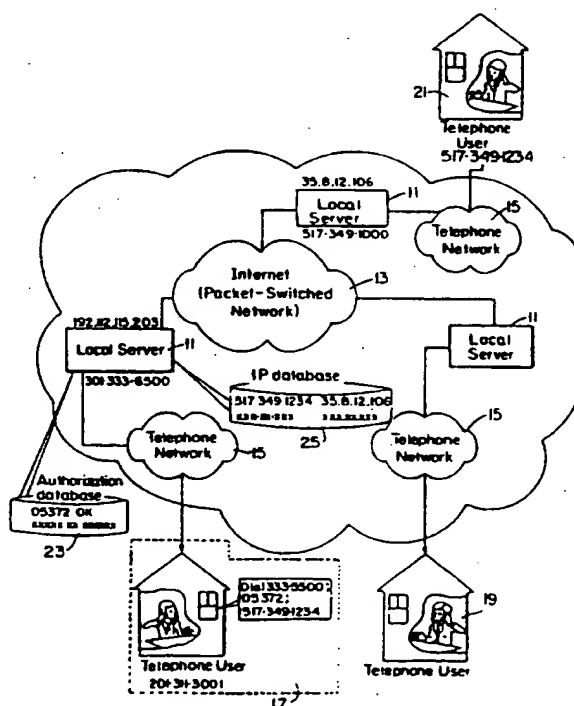 21
Telephone
User
517-349-1234
35.8.12.106
11
Local
Server
517-349-1000
15
Telephone
Network
Internet
(Packet-Switched
Network)
13
192.112.15.203
Local Server
11
301-333-6500
11
Local
Server
IP database
517 349 1234 35.8.12.106
25
15
Telephone
Network
Telephone
Network
15
Authorization
database
05372 OK
23
Dial 333-5500;
05372;
517-349-1234
Telephone User
17
19
Telephone User